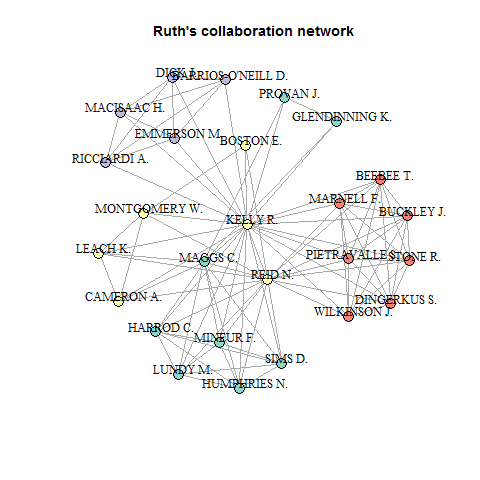 Ruth's collaboration network
DICK J.
BARRIOS-O'NEILL D.
PROVAN J.
MACISAAC H.
GLENDINNING K.
EMMERSON M.
BOSTON E.
RICCIARDI A.
BEEBEE T.
MARNELL F.
MONTGOMERY W.
BUCKLEY J.
KELLY R.
LEACH K.
MAGGS C.
PIETRAVALLE S.
STONE R.
REID N.
CAMERON A.
DINGERKUS S.
WILKINSON J.
HARROD C.
MINEUR F.
SIMS D.
LUNDY M.
HUMPHRIES N.